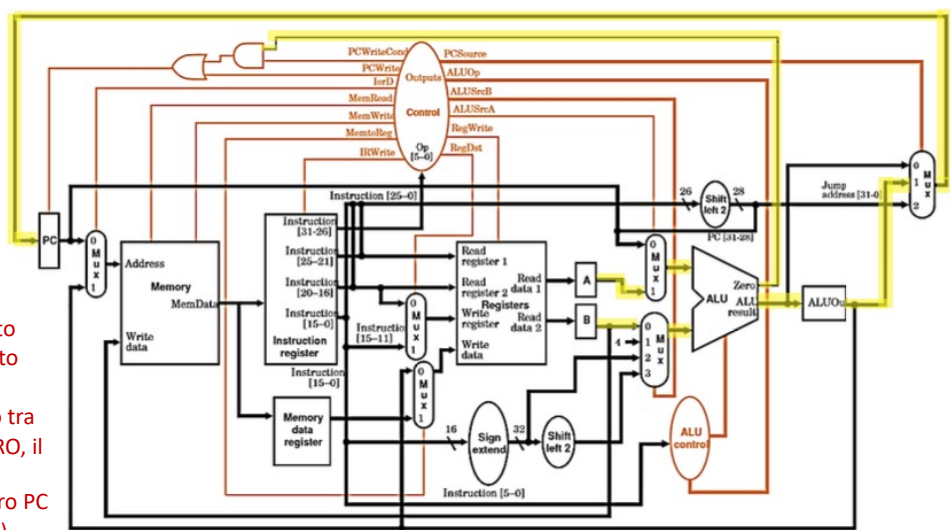 PCWriteCond
PCSource
PCWrite
ALUOp
IorD
Outputs
ALUSrcB
MemRead
ALUSrcA
MemWrite
Control
RegWrite
MemtoReg
RegDst
IRWrite
Op
[5–0]
Instruction [25–0]
26
Shift
left 2
28
Jump
address [31-0]
0
1
2
M
u
x
PC [31-28]
PC
0
M
u
x
1
Address
Memory
MemData
Write
data
Instruction
[31-26]
Instruction
[25–21]
Instruction
[20–16]
Instruction
[15–0]
Instruction
register
Instruction
[15–0]
[15–11]
0
M
u
x
1
0
M
u
x
1
Read
register 1
Read
register 2
Registers
Write
register
Write
data
Read
data 1
Read
data 2
A
B
4
0
M
u
x
1
0
1
2
3
M
u
x
Zero
ALU
ALU
result
Memory
data
register
16
Sign
extend
32
Shift
left 2
ALU
control
Instruction [5–0]
to
to
tra
il
PC